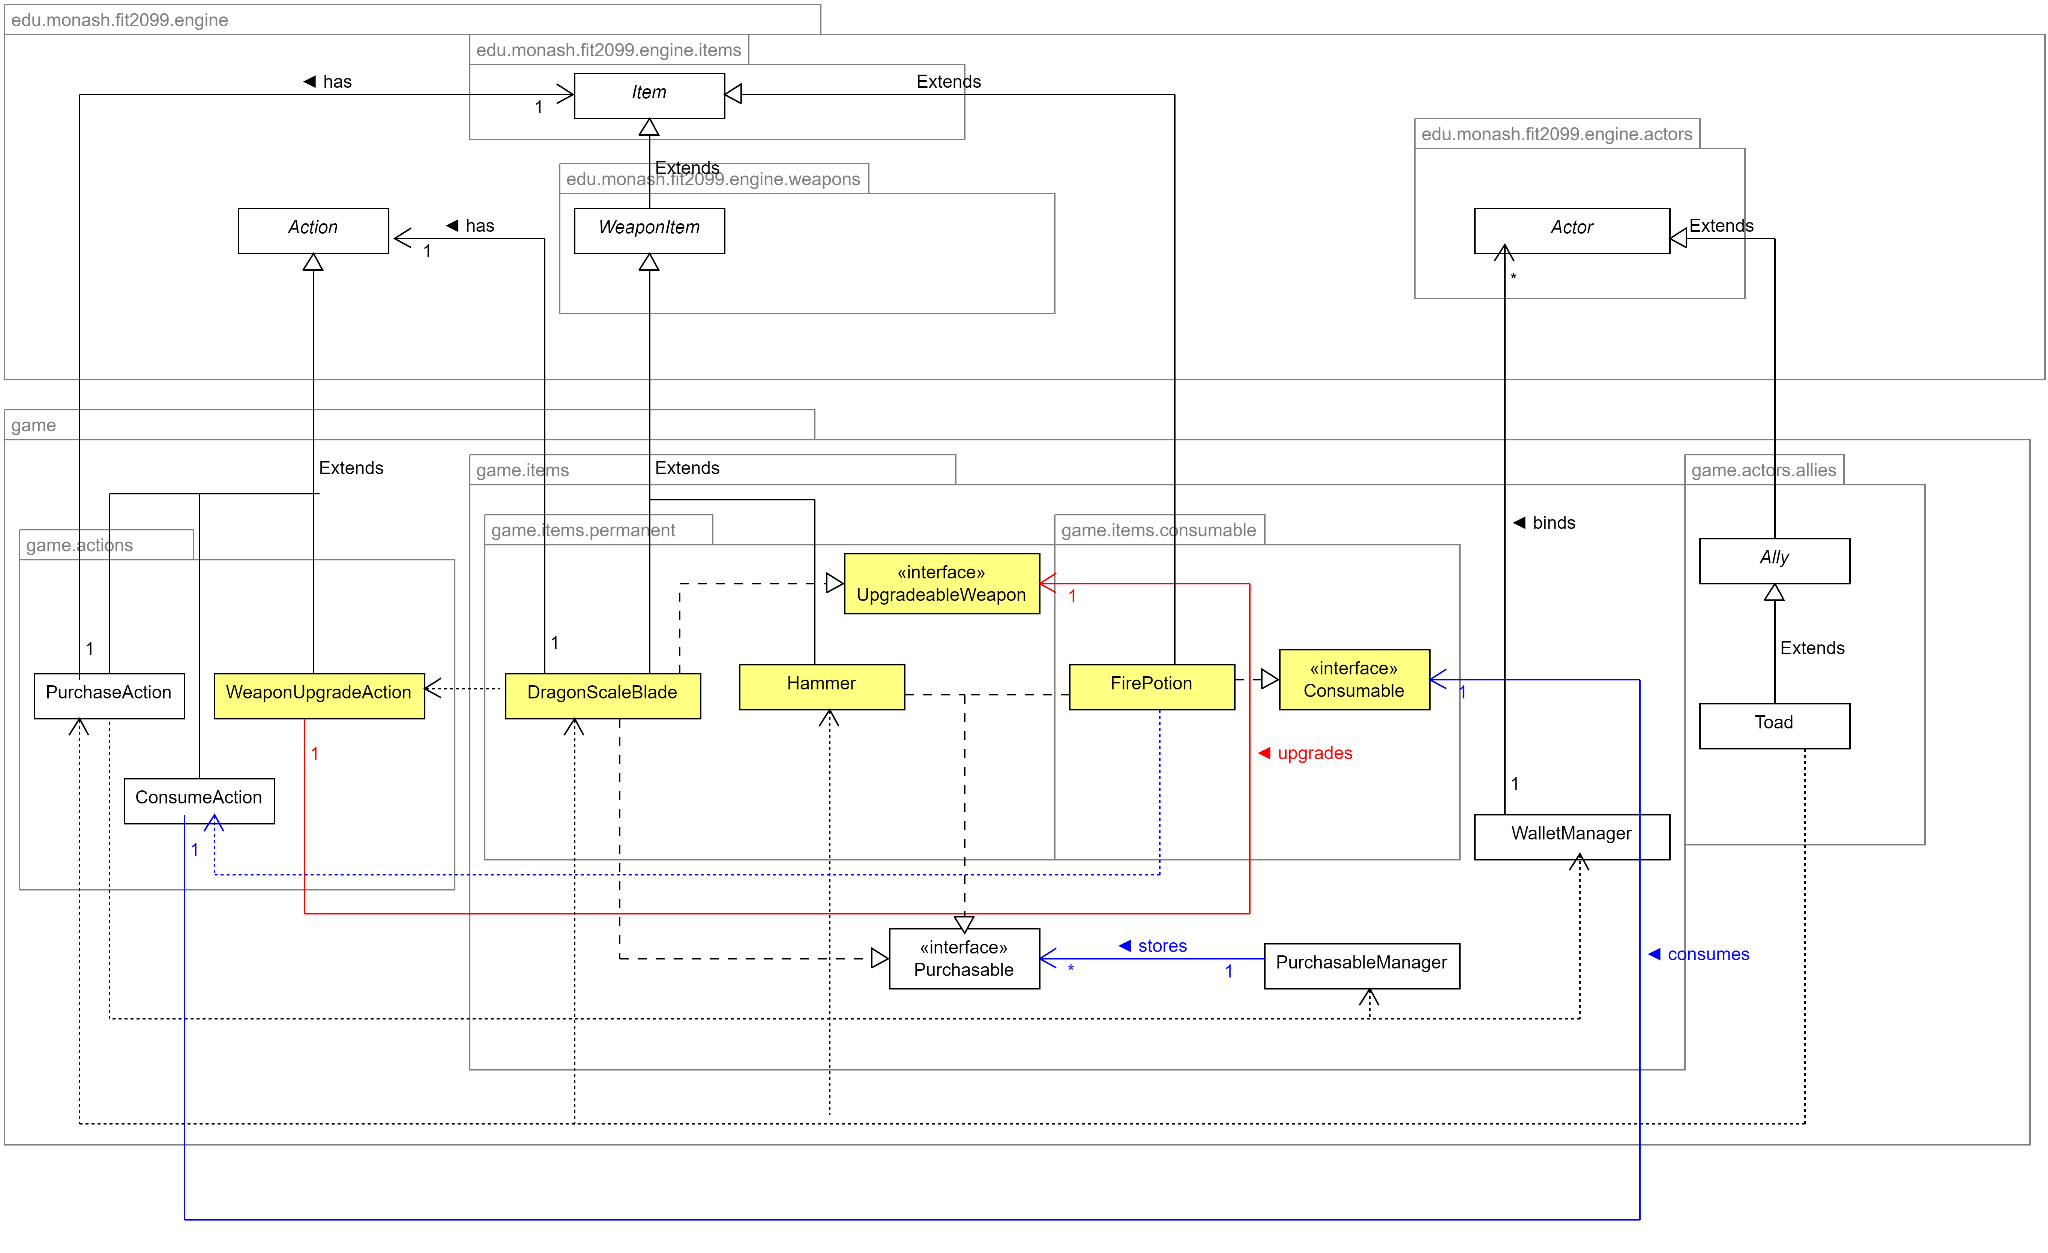 edu.monash.fit2099.engine
edu.monash.fit2099.engine.items
◄ has
Extends
Item
1
edu.monash.fit2099.engine.actors
Extends
edu.monash.fit2099.engine.weapons
Action
◄ has
1
WeaponItem
Actor
Extends
*
game
Extends
game.items
Extends
game.actors.allies
game.actions
game.items.permanent
game.items.consumable
◄ binds
«interface»
UpgradeableWeapon
1
Ally
1
1
Extends
PurchaseAction
WeaponUpgradeAction
DragonScaleBlade
Hammer
FirePotion
«interface»
Consumable
1
Toad
1
◄ upgrades
1
ConsumeAction
1
WalletManager
«interface»
Purchasable
◄ stores
*
1
PurchasableManager
◄ consumes